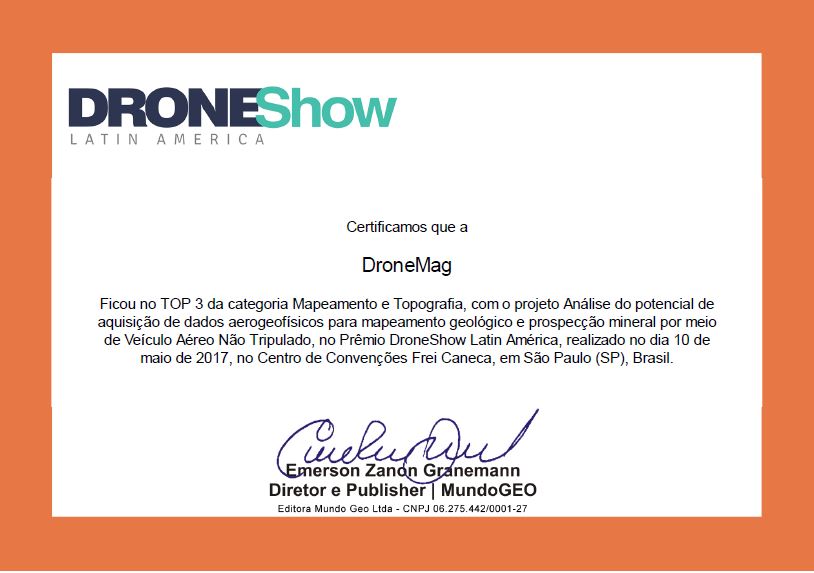 DRONEShow
LATIN AMERICA
Certificamos que a
DroneMag
Ficou no TOP 3 da categoria Mapeamento e Topografia, com o projeto Análise do potencial de
aquisição de dados aerogeofísicos para mapeamento geológico e prospecção mineral por meio
de Veículo Aéreo Não Tripulado, no Prêmio DroneShow Latin América, realizado no dia 10 de
maio de 2017, no Centro de Convenções Frei Caneca, em São Paulo (SP), Brasil.
Emerson Zanon Granemann
Diretor e Publisher | MundoGEO
Editora Mundo Geo Ltda - CNPJ 06.275.442/0001-27